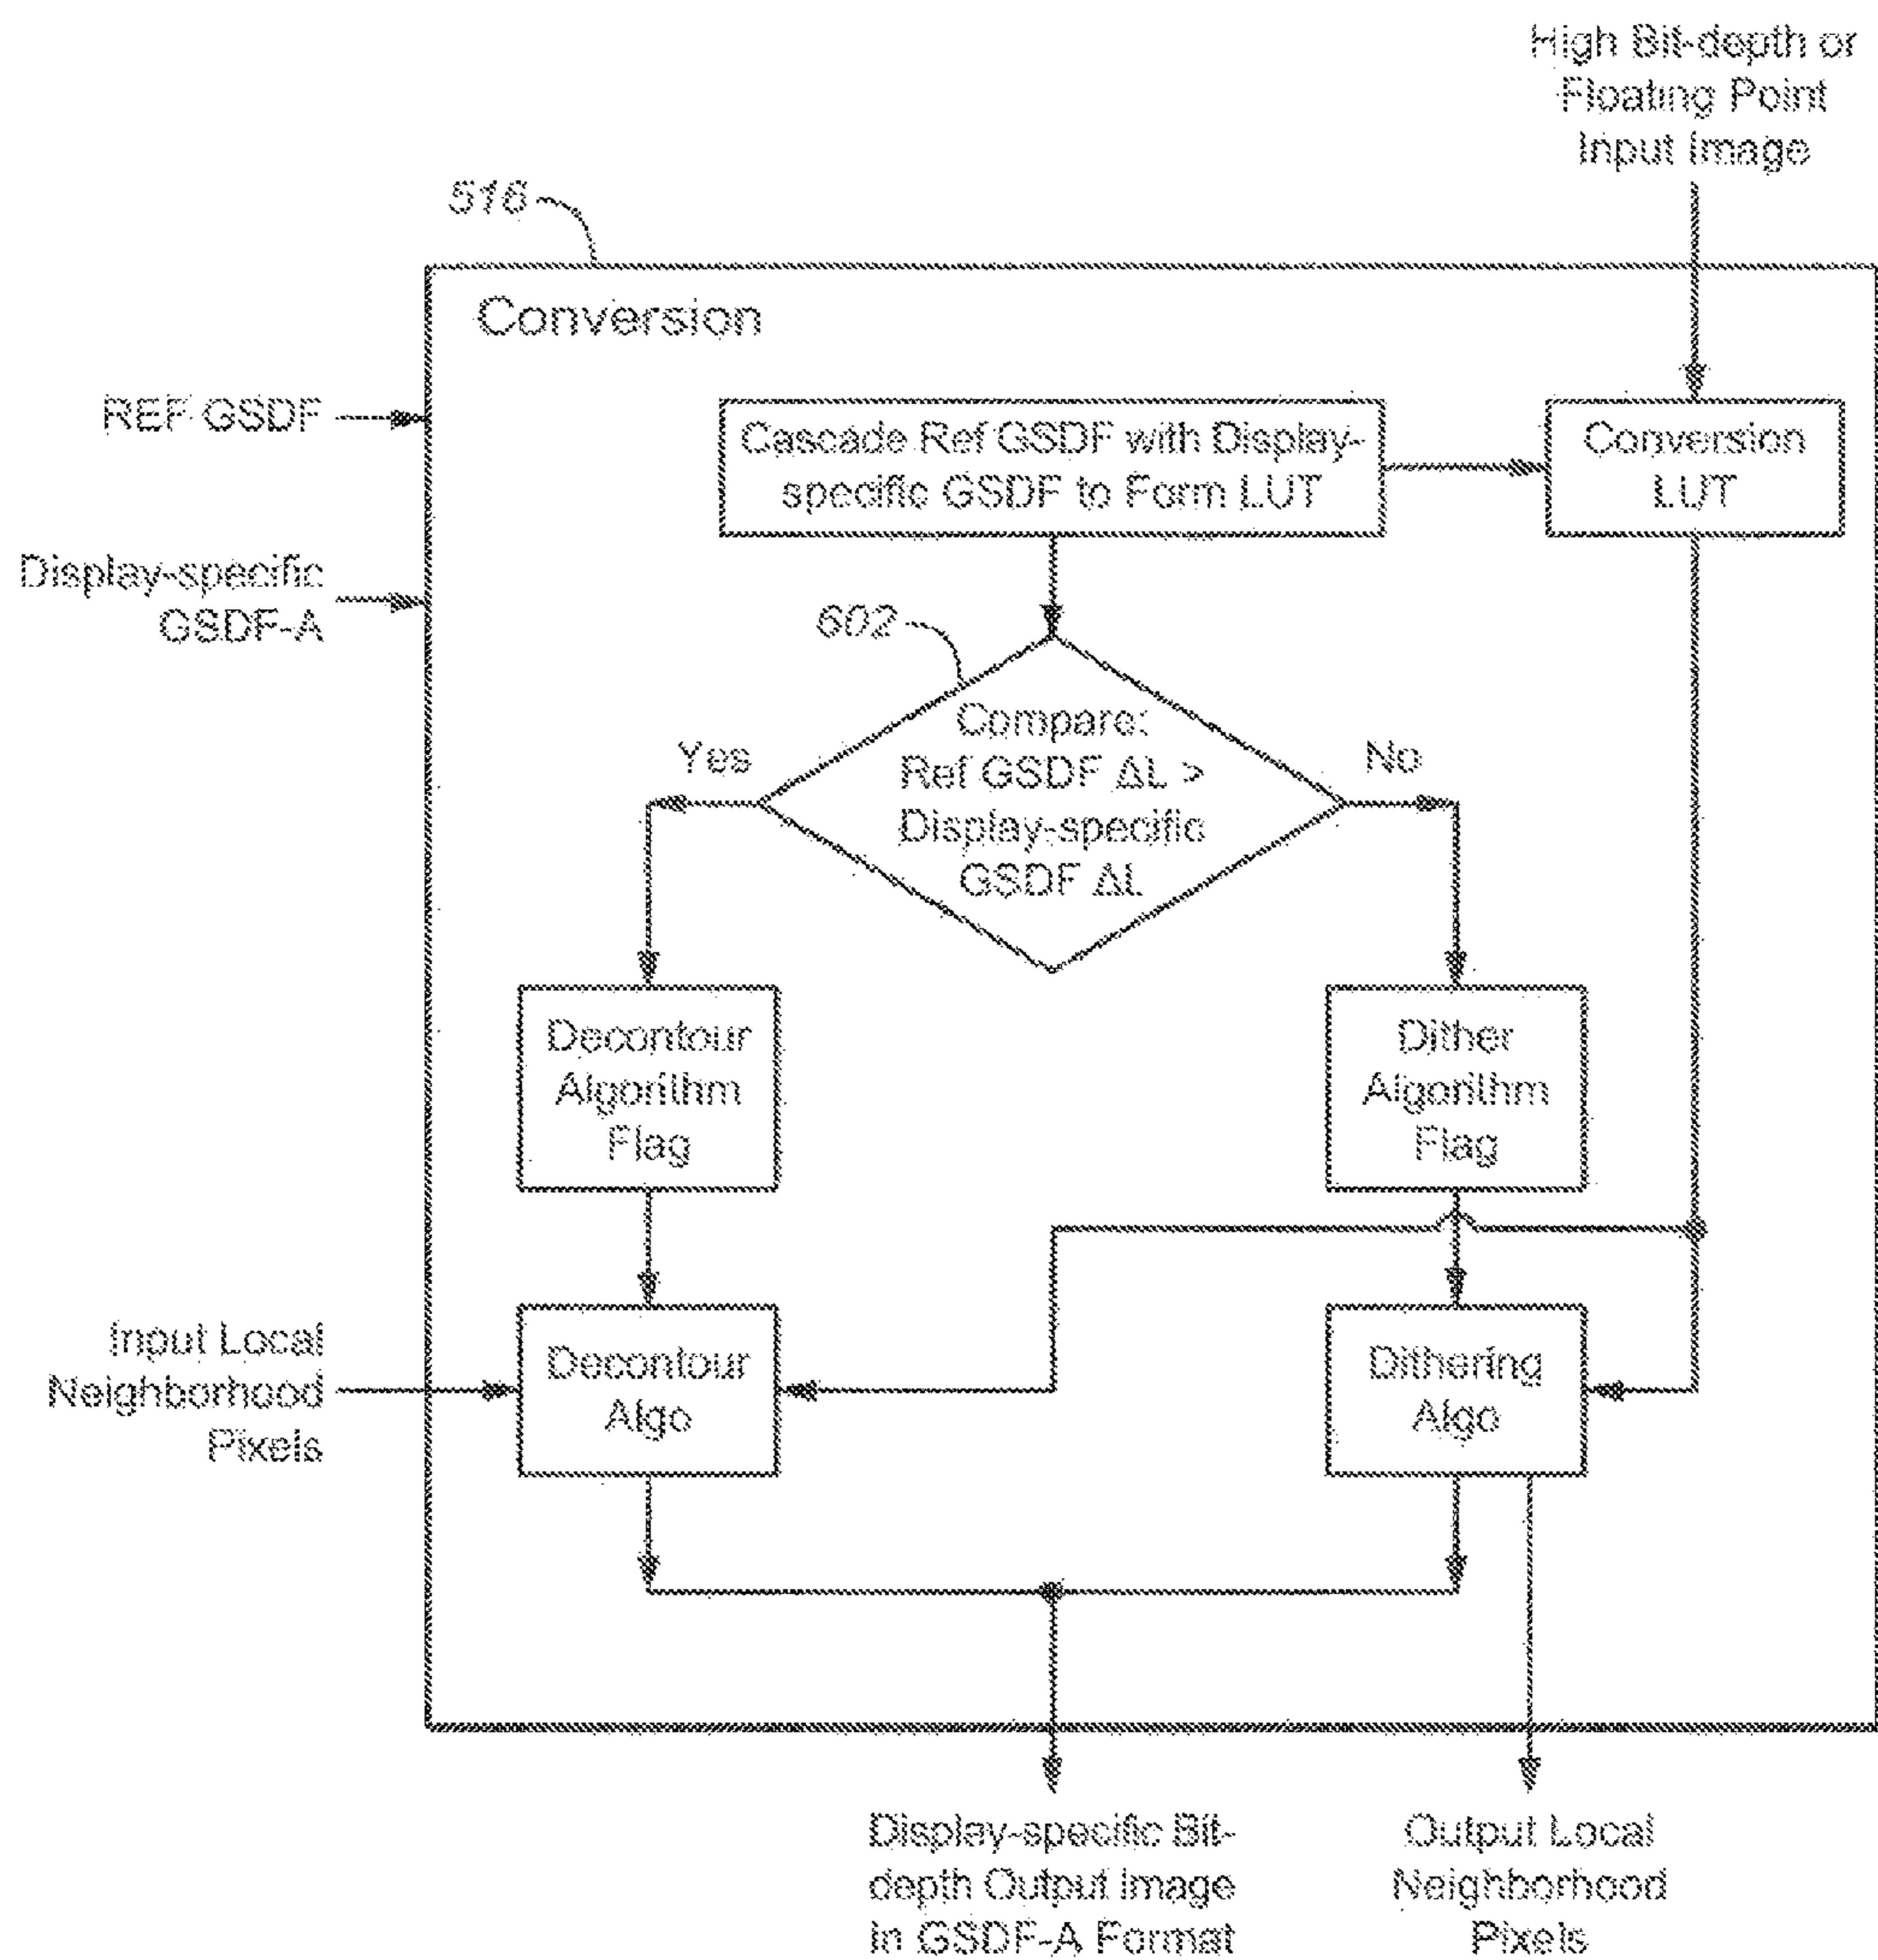 High Bit-depth or
Floating Point
Input Image
516
Conversion
REF GSDF
Cascade Ref GSDF with Display-
specific GSDF to Form LUT
Conversion
LUT
Display-specific
GSDF-A
602
Compare:
Ref GSDF ΔL >
Display-specific
GSDF ΔL
Yes
No
Decontour
Algorithm
Flag
Dither
Algorithm
Flag
Input Local
Neighborhood
Pixels
Decontour
Algo
Dithering
Algo
Display-specific Bit-
depth Output Image
in GSDF-A Format
Output Local
Neighborhood
Pixels